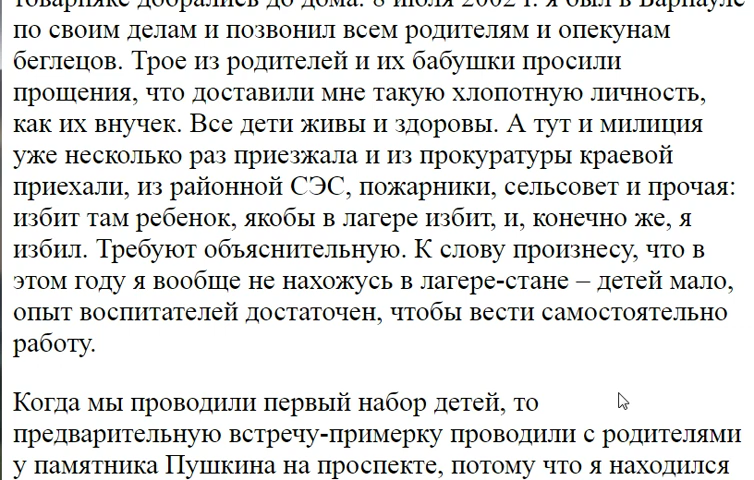 товарняке добрались до дома. 8 июля 2002 г. я был в Барнауле
по своим делам и позвонил всем родителям и опекунам
беглецов. Трое из родителей и их бабушки просили
прощения, что доставили мне такую хлопотную личность,
как их внучек. Все дети живы и здоровы. А тут и милиция
уже несколько раз приезжала и из прокуратуры краевой
приехали, из районной СЭС, пожарники, сельсовет и прочая:
избит там ребенок, якобы в лагере избит, и, конечно же, я
избил. Требуют объяснительную. К слову произнесу, что в
этом году я вообще не нахожусь в лагере-стане – детей мало,
опыт воспитателей достаточен, чтобы вести самостоятельно
работу.
Когда мы проводили первый набор детей, то
предварительную встречу-примерку проводили с родителями
у памятника Пушкина на проспекте, потому что я находился